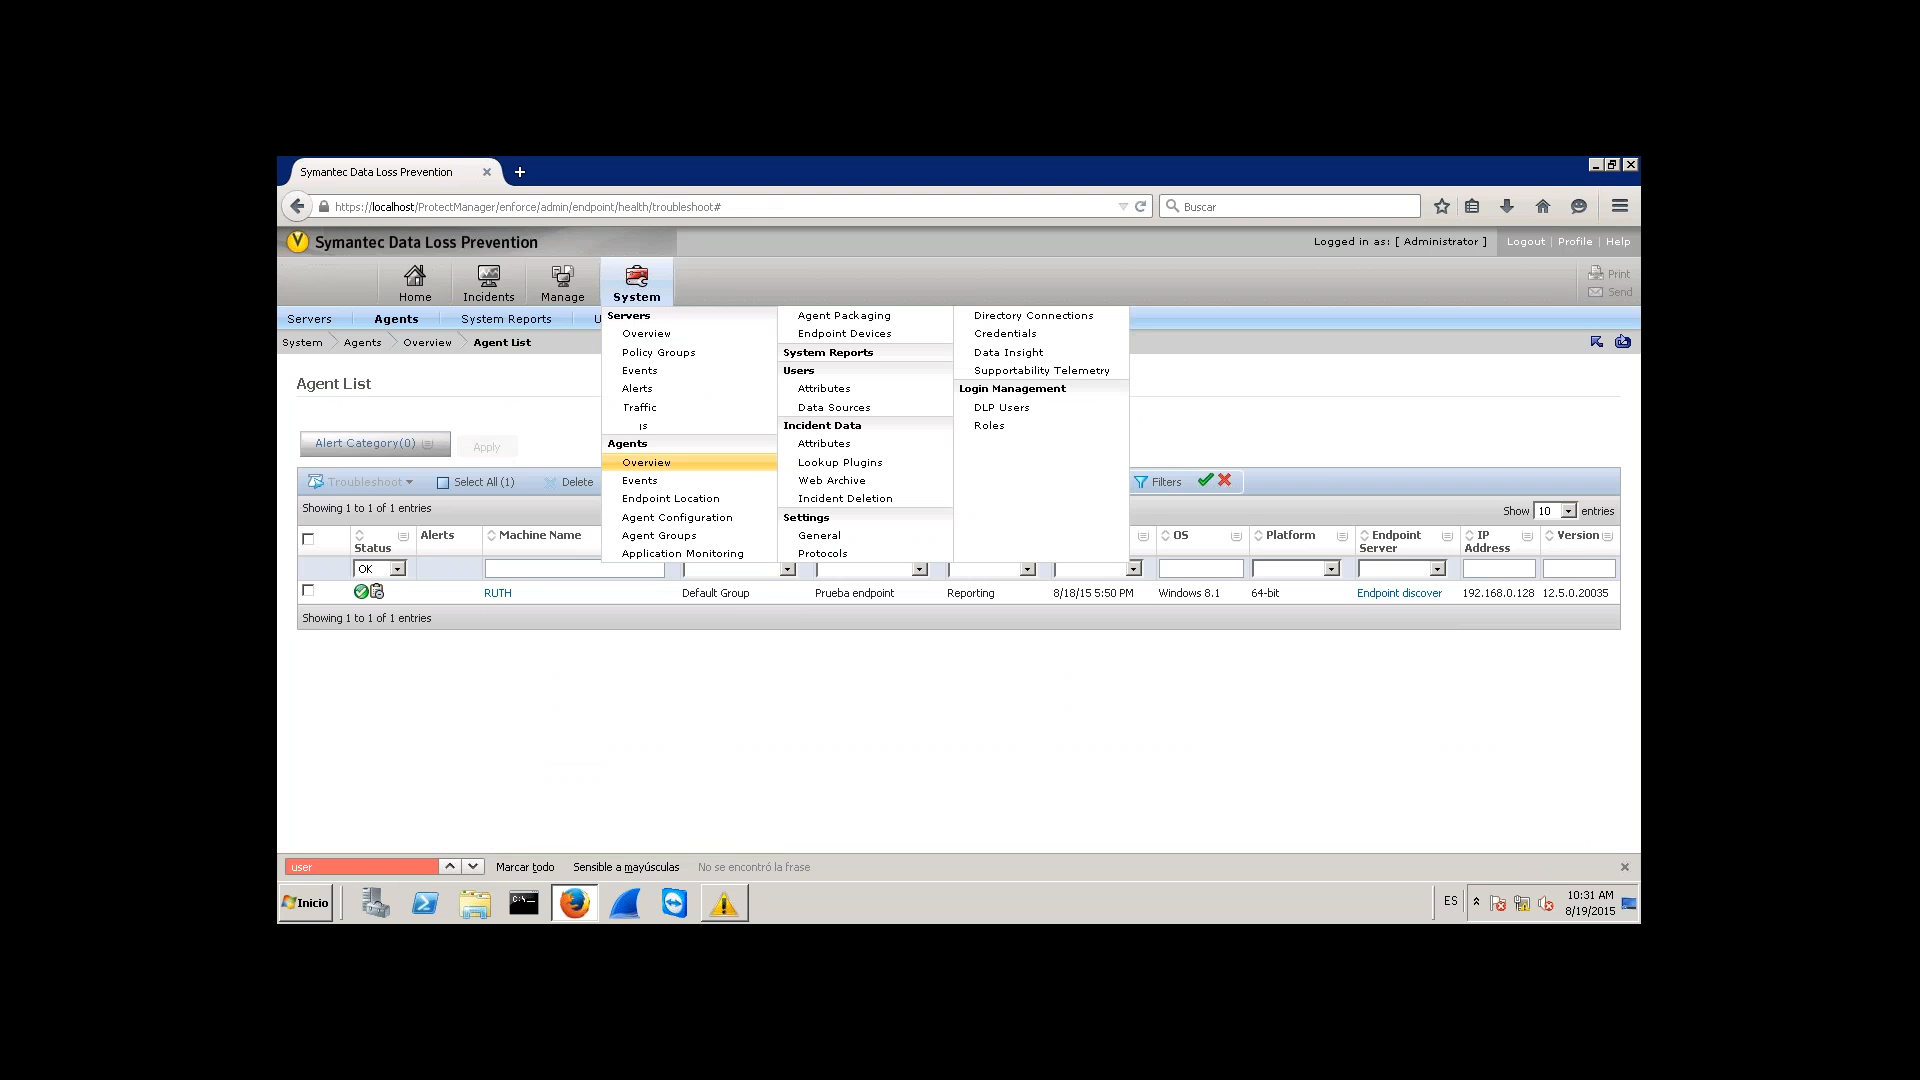 Symantec Data Loss Prevention
https://localhost/ProtectManager/enforce/admin/endpoint/health/troubleshoot#
Buscar
Symantec Data Loss Prevention
Logged in as: [ Administrator ]
Logout | Profile | Help
Home
Incidents
Manage
System
Print
Send
Servers
Agents
System Reports
U
System
Agents
Overview
Agent List
Servers
Overview
Policy Groups
Events
Alerts
Traffic
Agents
Overview
Events
Endpoint Location
Agent Configuration
Agent Groups
Application Monitoring
Agent Packaging
Endpoint Devices
System Reports
Users
Attributes
Data Sources
Incident Data
Attributes
Lookup Plugins
Web Archive
Incident Deletion
Settings
General
Protocols
Directory Connections
Credentials
Data Insight
Supportability Telemetry
Login Management
DLP Users
Roles
Agent List
Alert Category(0)
Apply
Troubleshoot
Select All (1)
Delete
Filters
Showing 1 to 1 of 1 entries
Show 10 entries
Status
Alerts
Machine Name
OS
Platform
Endpoint Server
IP Address
Version
OK
RUTH
Default Group
Prueba endpoint
Reporting
8/18/15 5:50 PM
Windows 8.1
64-bit
Endpoint discover
192.168.0.128
12.5.0.20035
Showing 1 to 1 of 1 entries
user
Marcar todo
Sensible a mayúsculas
No se encontró la frase
Inicio
C:\
ES
10:31 AM
8/19/2015